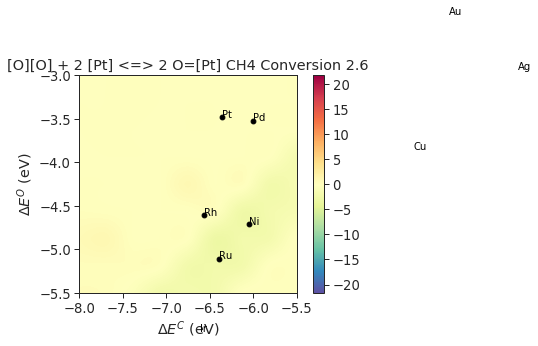 Au
[O][O] + 2 [Pt] <=> 2 O=[Pt] CH4 Conversion 2.6
Ag
−3.0
20
Pt
Pd
−3.5
15
Cu
10
−4.0
5
ΔE^O (eV)
0
−4.5
Rh
−5
Ni
−10
−5.0
Ru
−15
−5.5
−20
−8.0 −7.5 −7.0 −6.5 −6.0 −5.5
ΔE^C (eV)
Ir